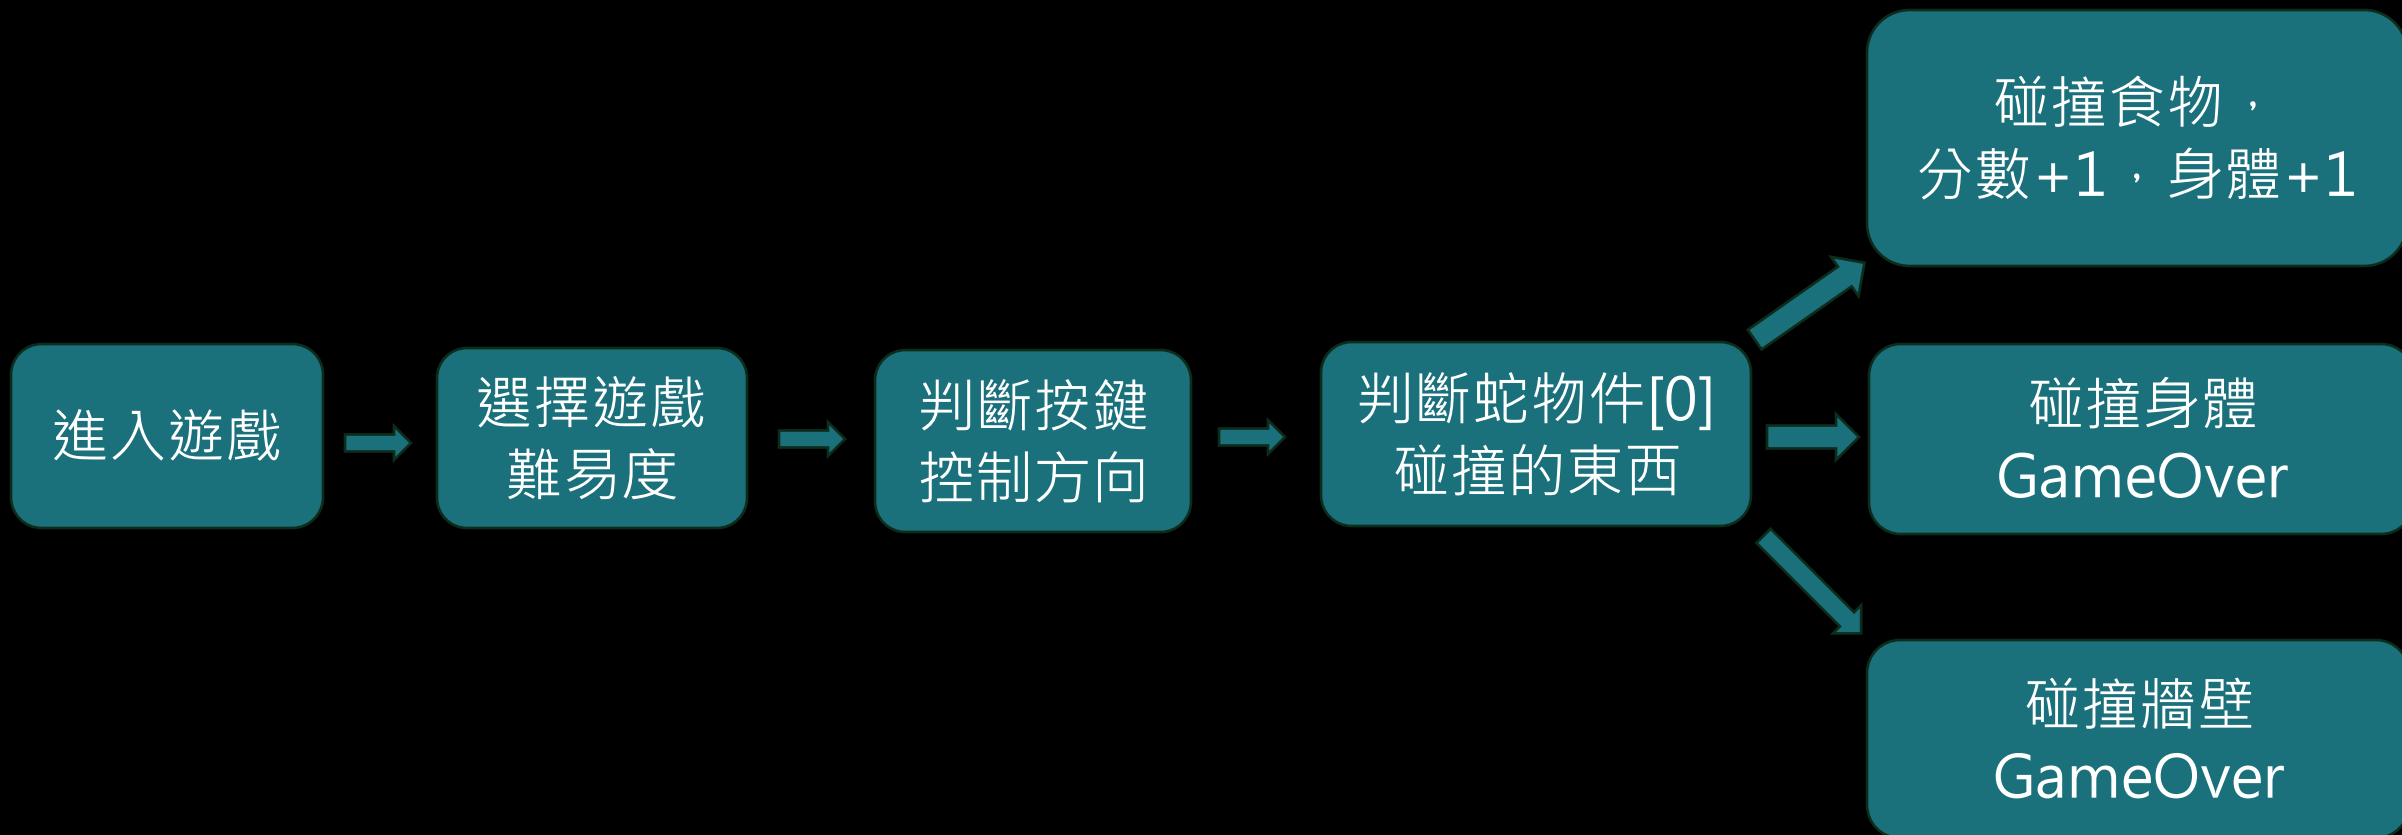 進入遊戲
選擇遊戲
難易度
判斷按鍵
控制方向
判斷蛇物件[0]
碰撞的東西
碰撞食物，
分數+1，身體+1
碰撞身體
GameOver
碰撞牆壁
GameOver